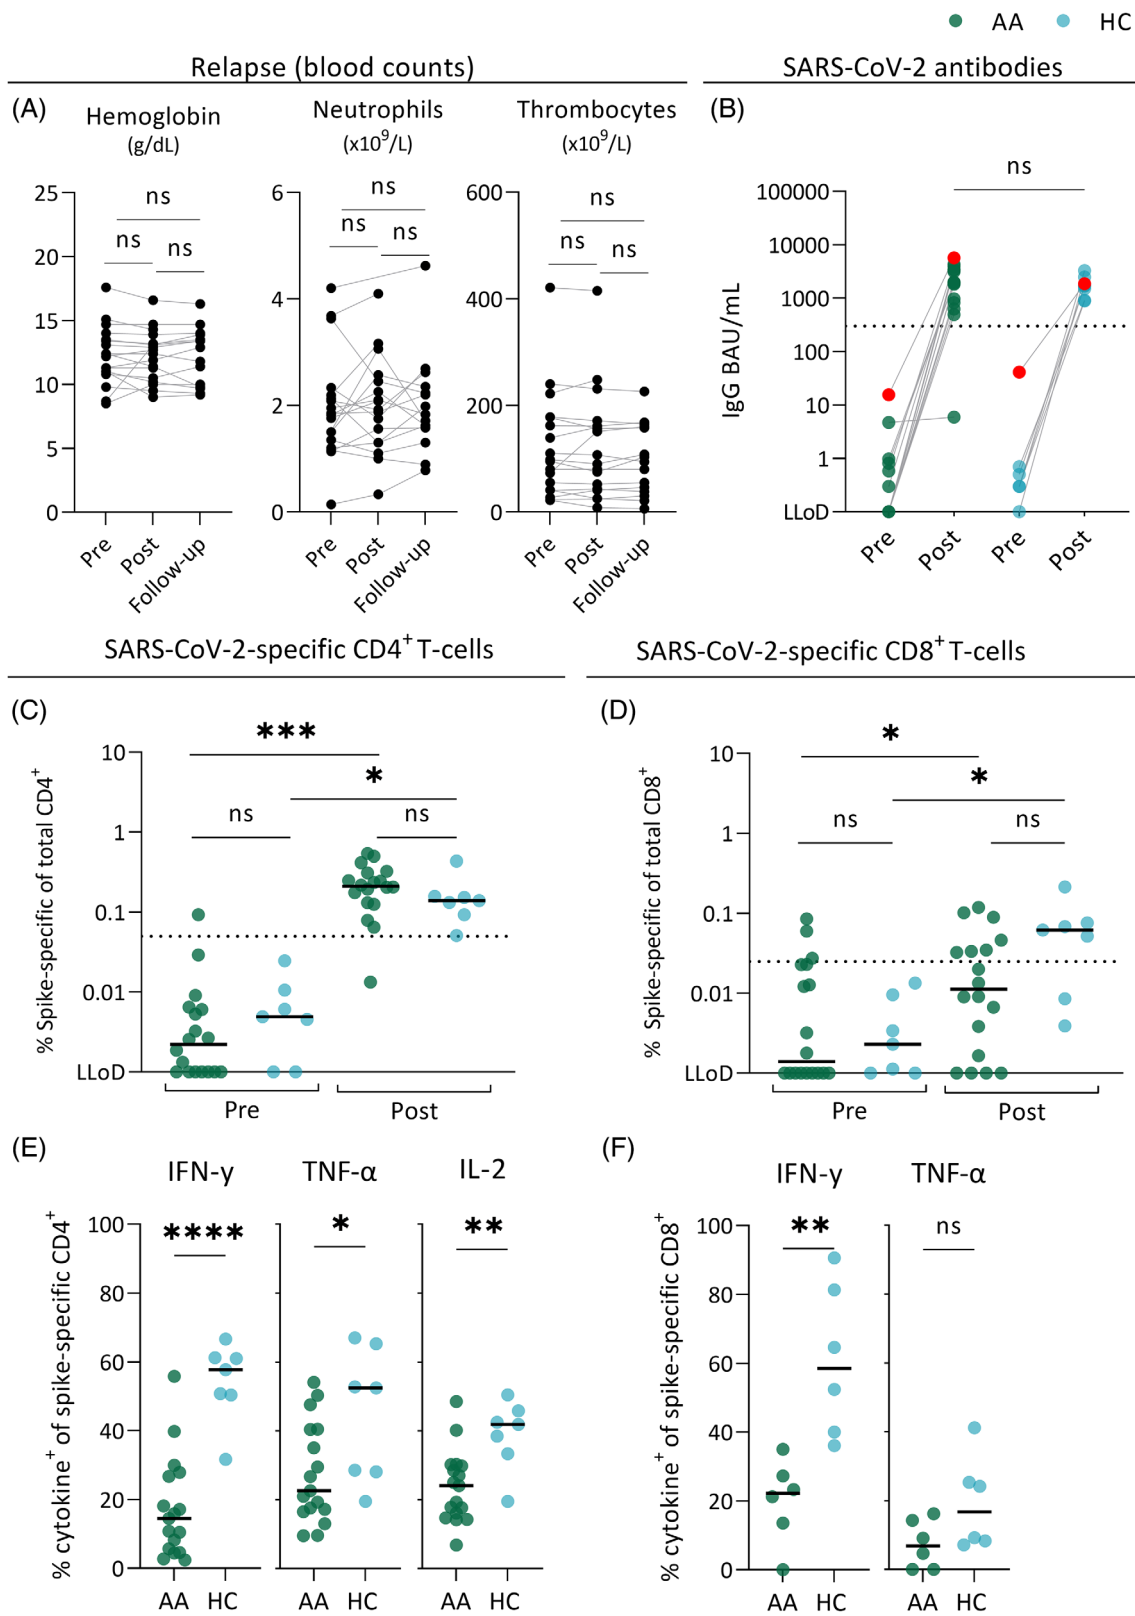 AA HC
Relapse (blood counts)
SARS-CoV-2 antibodies
(A)
Hemoglobin
(g/dL)
Neutrophils
(x10⁹/L)
Thrombocytes
(x10⁹/L)
25
20
15
10
5
0
ns
ns
ns
Pre
Post
Follow-up
6
4
2
0
ns
ns
ns
Pre
Post
Follow-up
600
400
200
0
ns
ns
ns
Pre
Post
Follow-up
(B)
IgG BAU/mL
100000
10000
1000
100
10
1
LLoD
ns
Pre
Post
Pre
Post
SARS-CoV-2-specific CD4⁺ T-cells
SARS-CoV-2-specific CD8⁺ T-cells
(C)
% Spike-specific of total CD4⁺
10
1
0.1
0.01
LLoD
***
*
ns
ns
Pre
Post
(D)
% Spike-specific of total CD8⁺
10
1
0.1
0.01
LLoD
*
*
ns
ns
Pre
Post
(E)
% cytokine⁺ of spike-specific CD4⁺
IFN-y
TNF-α
IL-2
100
80
60
40
20
0
****
*
**
AA HC
AA HC
AA HC
(F)
% cytokine⁺ of spike-specific CD8⁺
IFN-y
TNF-α
100
80
60
40
20
0
**
ns
AA HC
AA HC